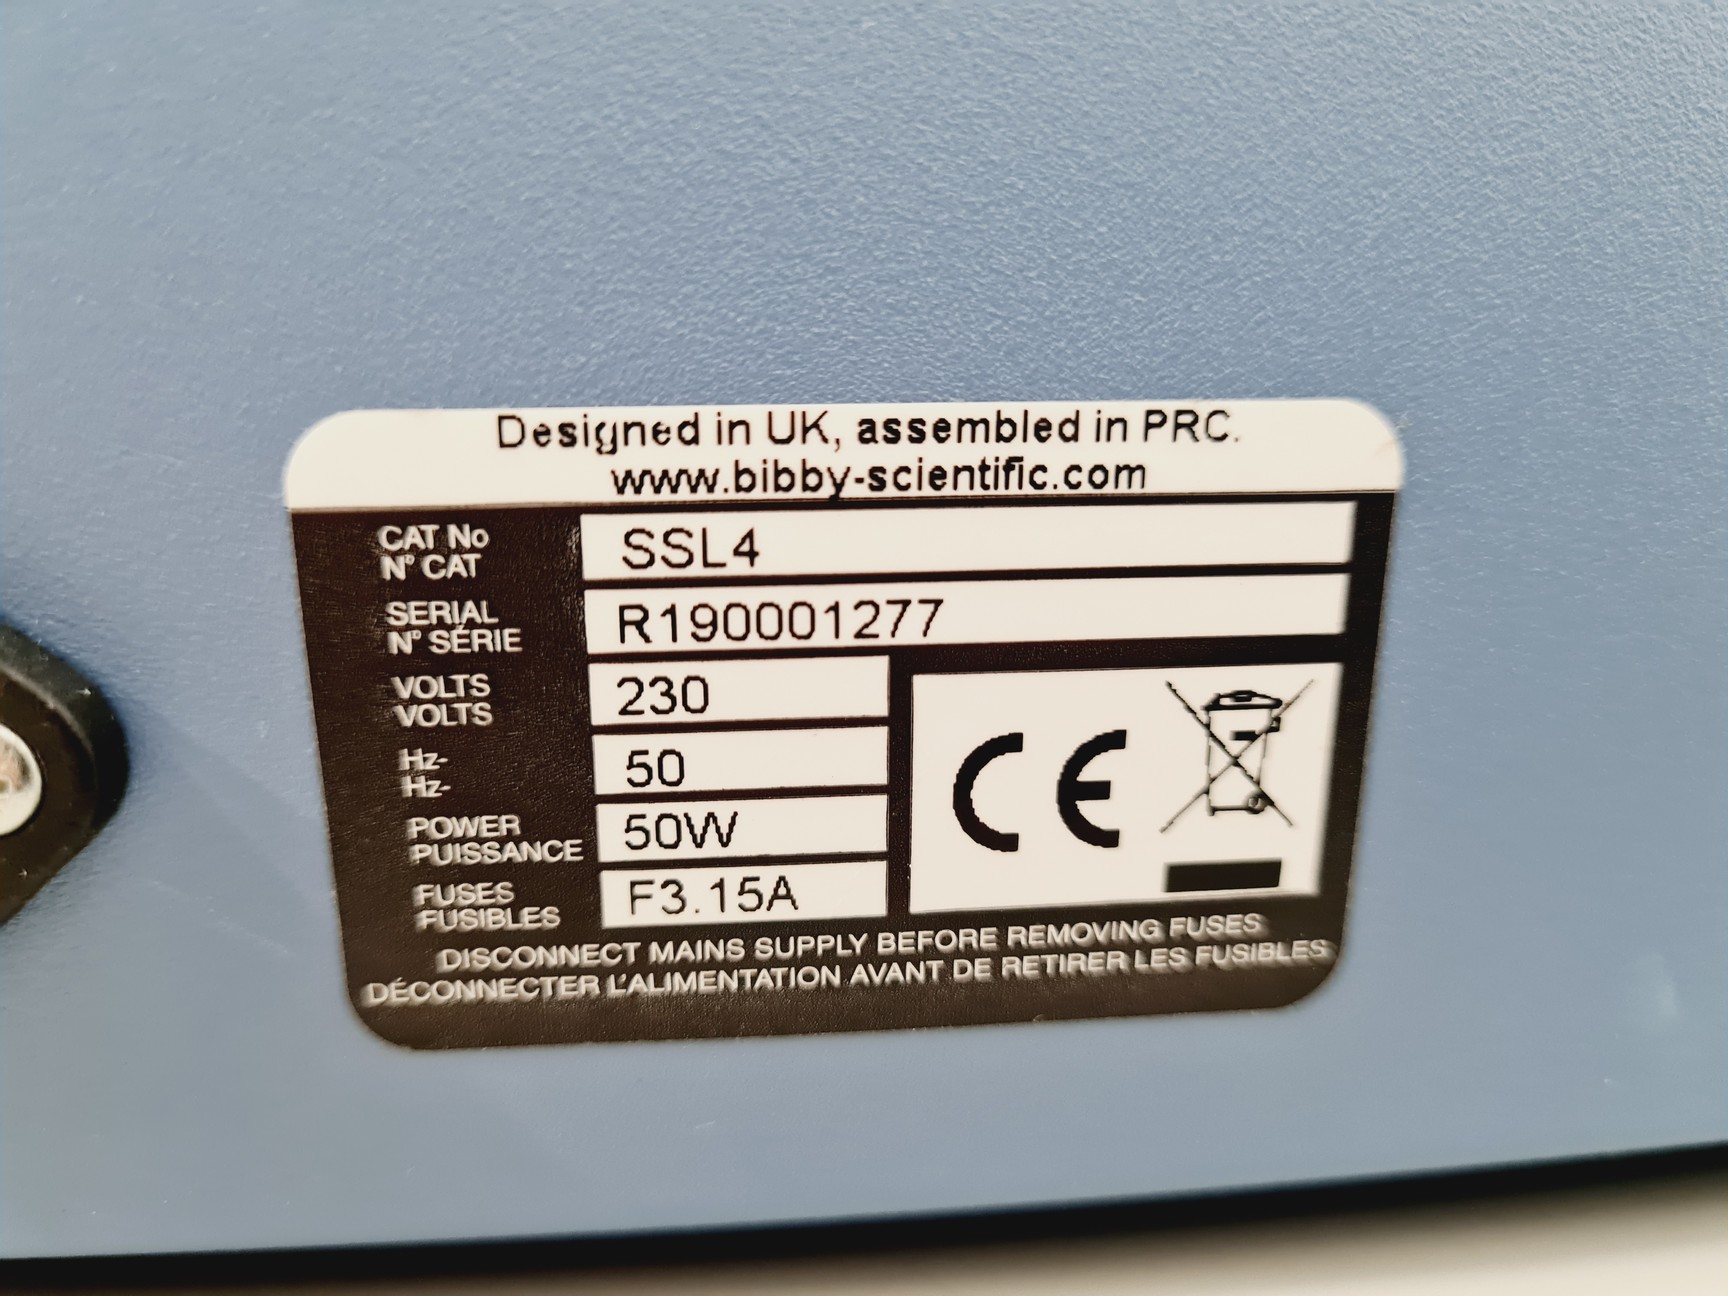 Designed in UK, assembled in PRC.
www.bibby-scientific.com
CAT No
N° CAT
SSL4
SERIAL
N° SÉRIE
R190001277
VOLTS
VOLTS
230
Hz-
Hz-
50
POWER
PUISSANCE
50W
FUSES
FUSIBLES
F3.15A
CE
DISCONNECT MAINS SUPPLY BEFORE REMOVING FUSES
DÉCONNECTER L'ALIMENTATION AVANT DE RETIRER LES FUSIBLES